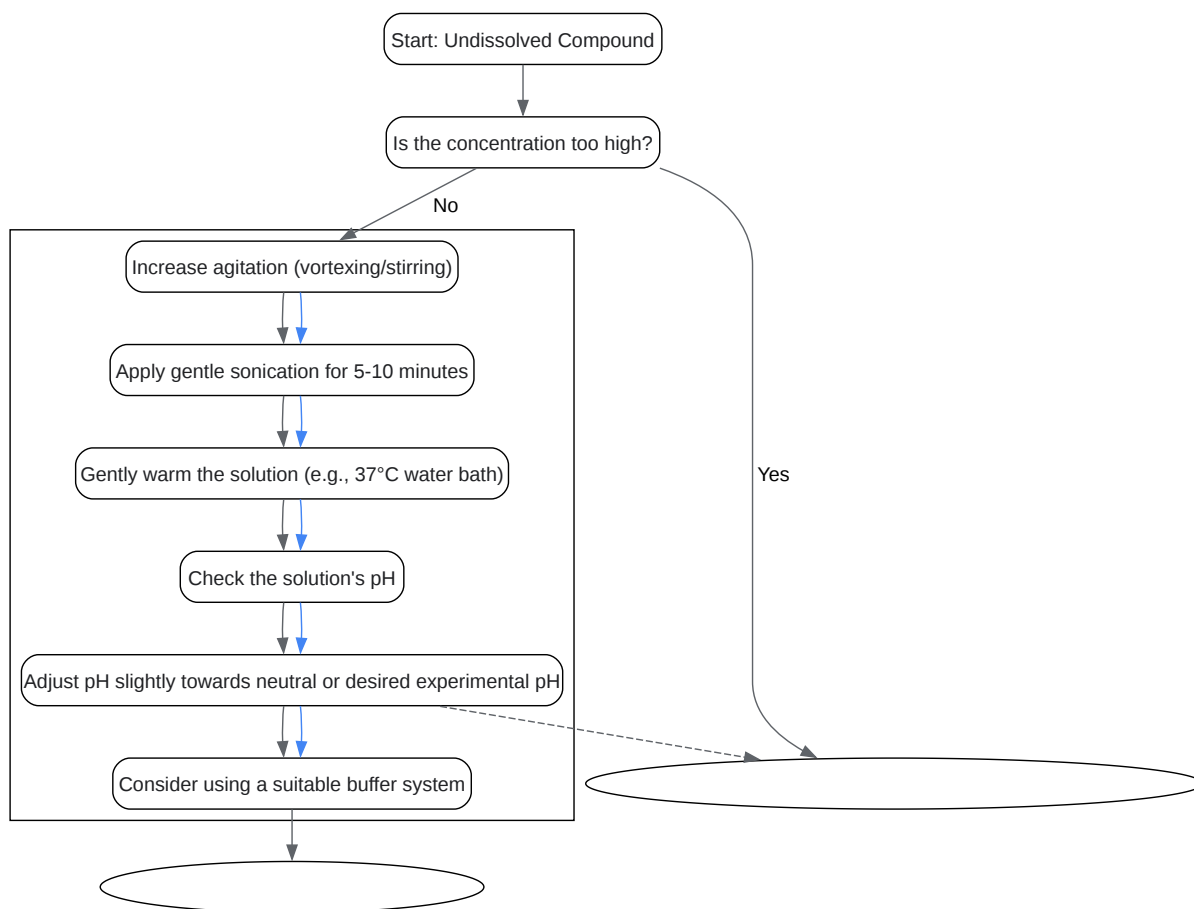 Start: Undissolved Compound
Is the concentration too high?
No
Increase agitation (vortexing/stirring)
Apply gentle sonication for 5-10 minutes
Gently warm the solution (e.g., 37°C water bath)
Yes
Check the solution's pH
Adjust pH slightly towards neutral or desired experimental pH
Consider using a suitable buffer system